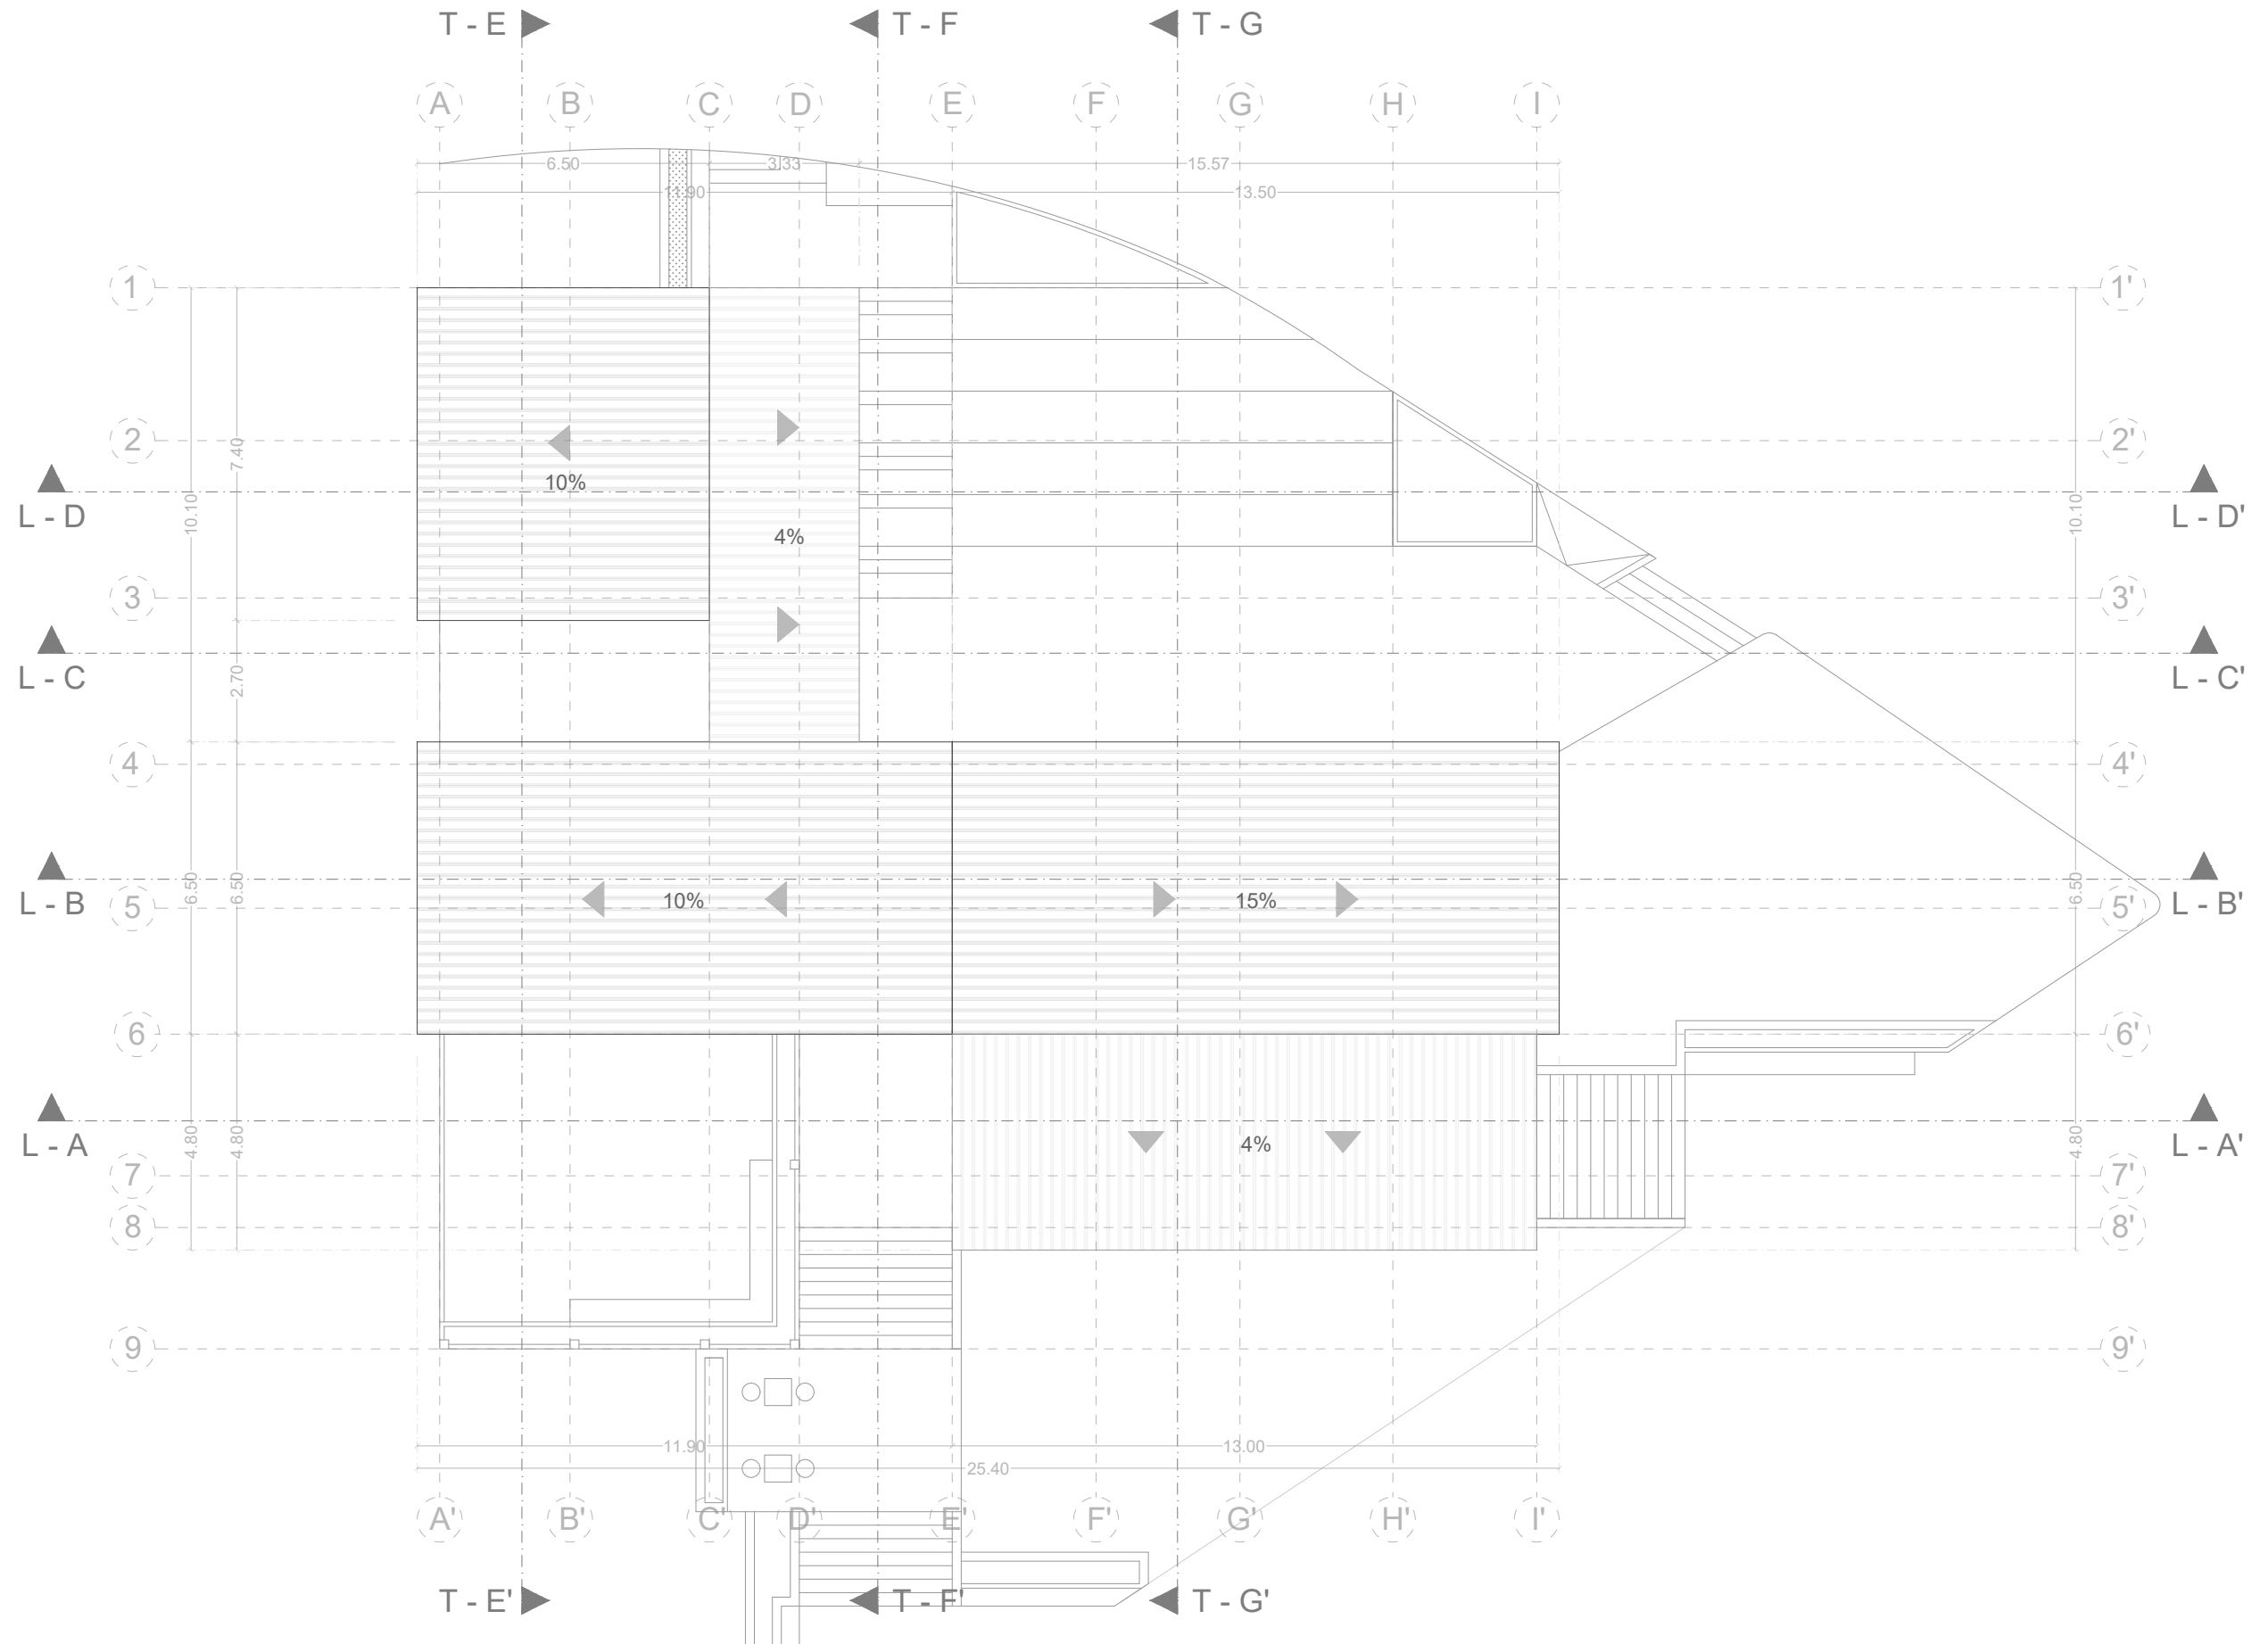 T - E
T - F
T - G
A
B
C
D
E
F
G
H
I
6.50
3.33
15.57
11.90
13.50
1
1'
2
2'
7.40
10%
L - D
L - D'
10.10
10.10
4%
3
3'
L - C
L - C'
2.70
4
4'
6.50
6.50
6.50
L - B
5
10%
15%
5'
L - B'
6
6'
4.80
4.80
4.80
L - A
4%
L - A'
7
7'
8
8'
9
9'
11.90
13.00
25.40
A'
B'
C'
D'
E'
F'
G'
H'
I'
T - E'
T - F'
T - G'